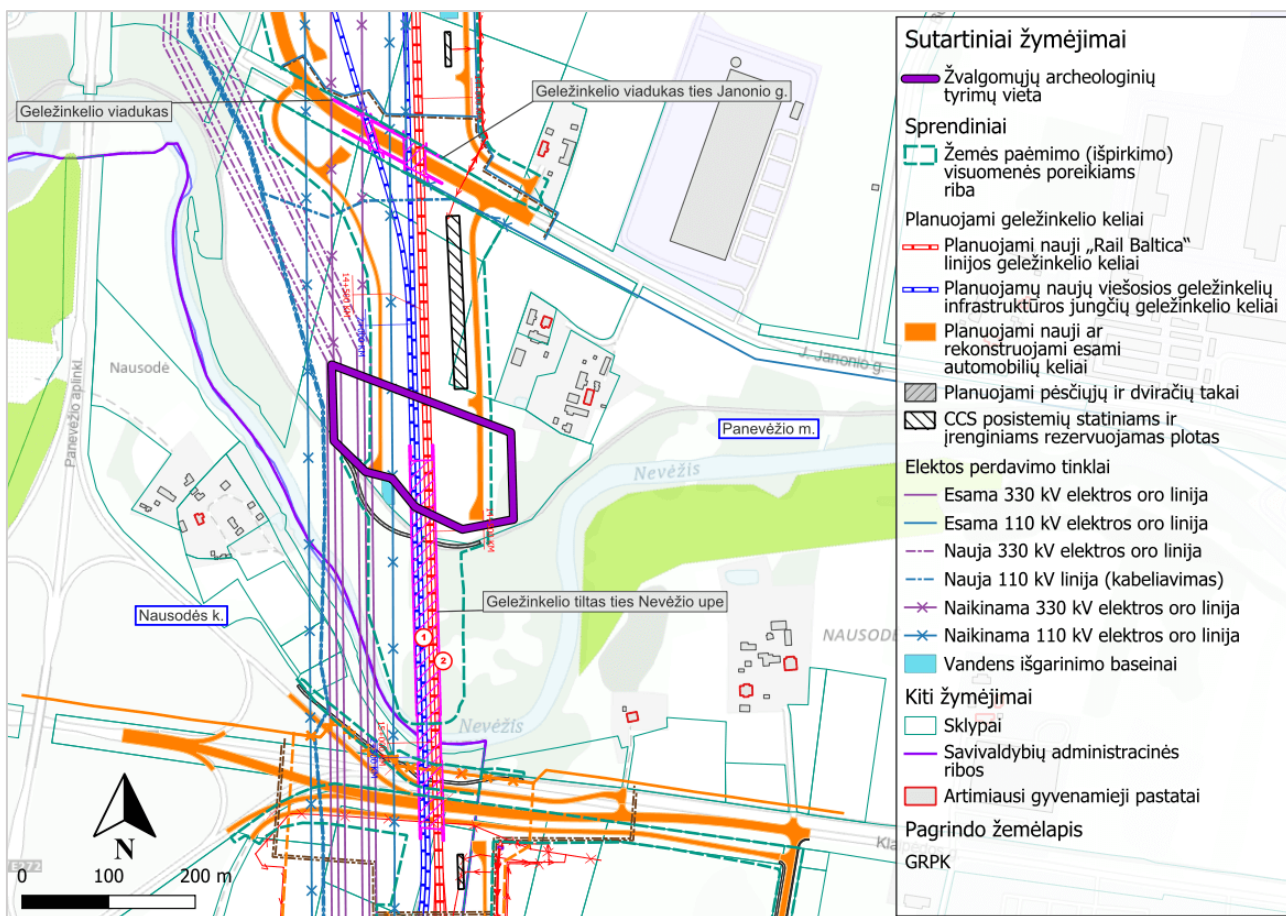 Geležinkelio viadukas
Geležinkelio viadukas ties Janonio g.
J. Janonio g.
Nausodė
Panevėžio aplinkl.
Panevėžio m.
Nevėžis
Nausodės k.
Geležinkelio tiltas ties Nevėžio upe
1
2
NAUSODĖ
Nevėžis
E272
N
0 100 200 m
Sutartiniai žymėjimai
Žvalgomųjų archeologinių
tyrimų vieta
Sprendiniai
Žemės paėmimo (išpirkimo)
visuomenės poreikiams
riba
Planuojami geležinkelio keliai
Planuojami nauji „Rail Baltica“
linijos geležinkelio keliai
Planuojamų naujų viešosios geležinkelių
infrastruktūros jungčių geležinkelio keliai
Planuojami nauji ar
rekonstruojami esami
automobilių keliai
Planuojami pėsčiųjų ir dviračių takai
CCS posistemių statiniams ir
įrenginiams rezervuojamas plotas
Elektos perdavimo tinklai
Esama 330 kV elektros oro linija
Esama 110 kV elektros oro linija
Nauja 330 kV elektros oro linija
Nauja 110 kV linija (kabeliavimas)
Naikinama 330 kV elektros oro linija
Naikinama 110 kV elektros oro linija
Vandens išgarinimo baseinai
Kiti žymėjimai
Sklypai
Savivaldybių administracinės
ribos
Artimiausi gyvenamieji pastatai
Pagrindo žemėlapis
GRPK